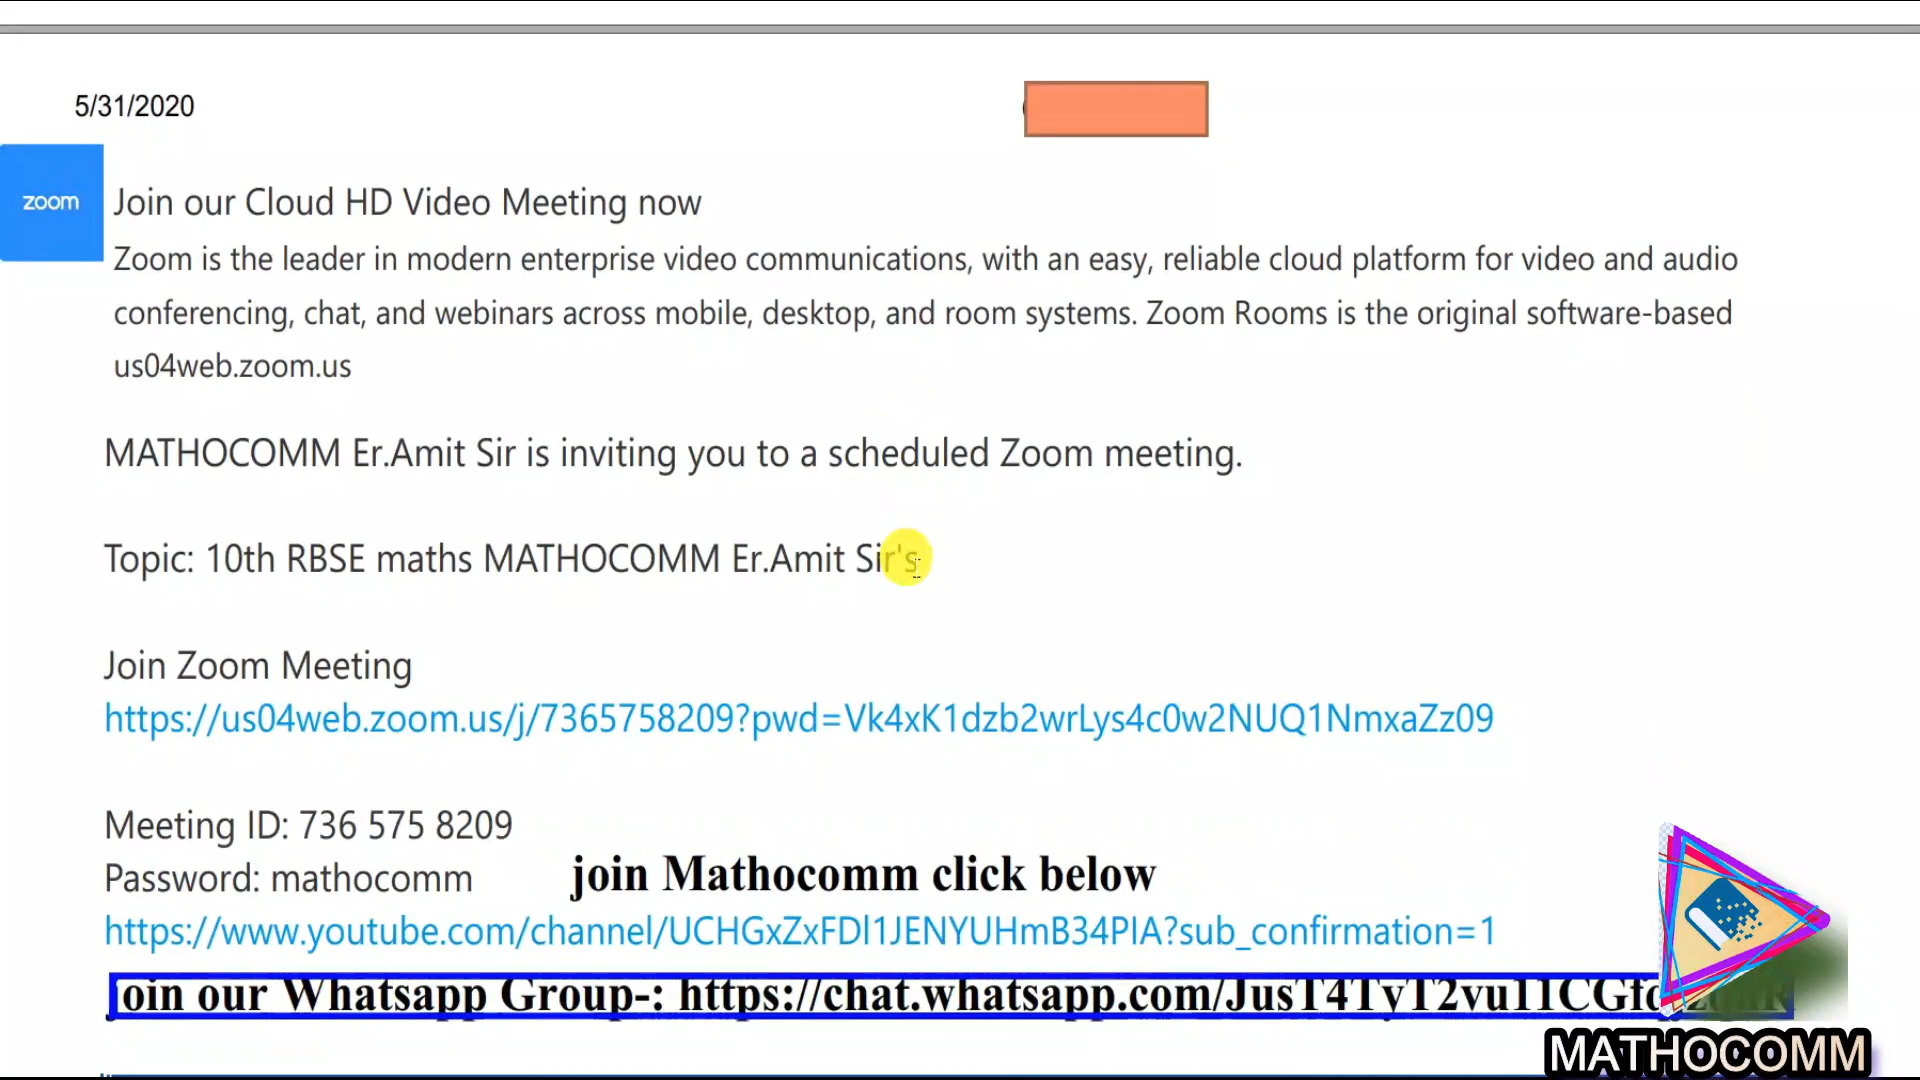 5/31/2020
zoom
Join our Cloud HD Video Meeting now
Zoom is the leader in modern enterprise video communications, with an easy, reliable cloud platform for video and audio
conferencing, chat, and webinars across mobile, desktop, and room systems. Zoom Rooms is the original software-based
us04web.zoom.us
MATHOCOMM Er.Amit Sir is inviting you to a scheduled Zoom meeting.
Topic: 10th RBSE maths MATHOCOMM Er.Amit Sir's
Join Zoom Meeting
https://us04web.zoom.us/j/7365758209?pwd=Vk4xK1dzb2wrLys4c0w2NUQ1NmxaZz09
Meeting ID: 736 575 8209
Password: mathocomm
join Mathocomm click below
https://www.youtube.com/channel/UCHGxZxFDl1JENYUHmB34PIA?sub_confirmation=1
join our Whatsapp Group-:
MATHOCOMM